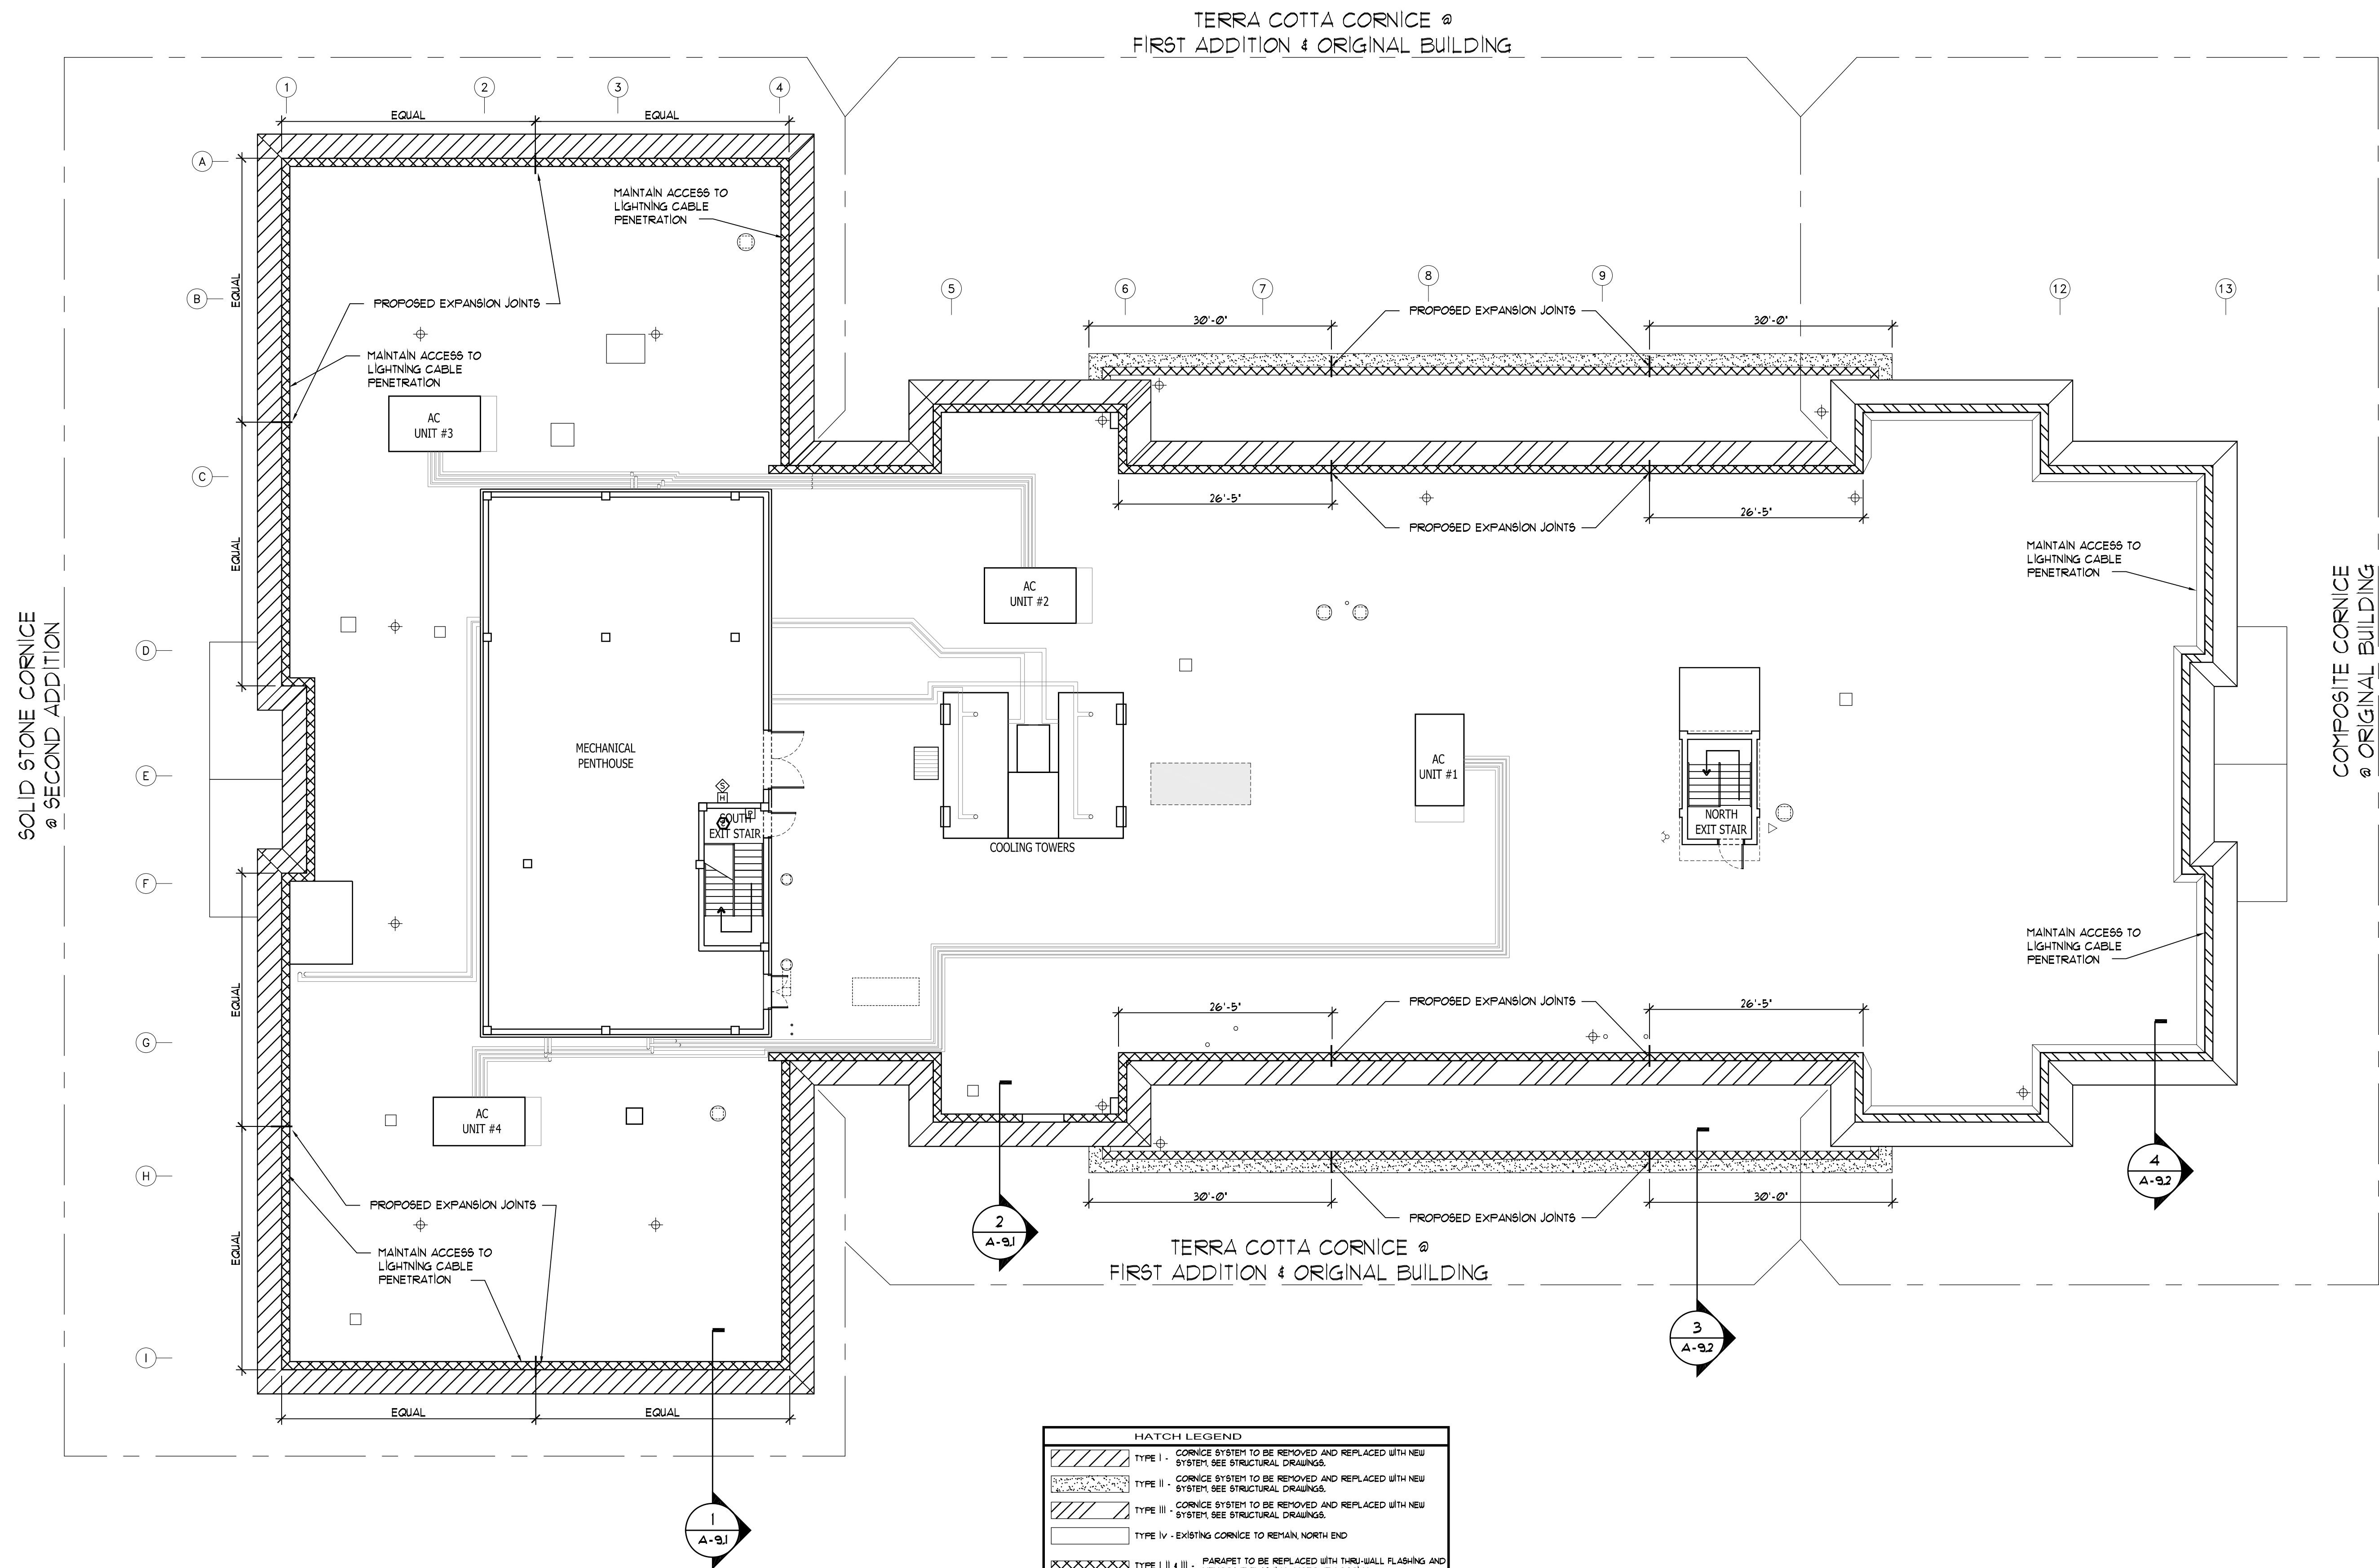 TERRA COTTA CORNICE @
FIRST ADDITION & ORIGINAL BUILDING
1
2
3
4
EQUAL
EQUAL
A
MAINTAIN ACCESS TO
LIGHTNING CABLE
PENETRATION
B
EQUAL
PROPOSED EXPANSION JOINTS
5
6
7
8
9
12
13
30'-0"
PROPOSED EXPANSION JOINTS
30'-0"
MAINTAIN ACCESS TO
LIGHTNING CABLE
PENETRATION
AC
UNIT #3
C
26'-5"
PROPOSED EXPANSION JOINTS
26'-5"
EQUAL
MAINTAIN ACCESS TO
LIGHTNING CABLE
PENETRATION
AC
UNIT #2
SOLID STONE CORNICE
@ SECOND ADDITION
COMPOSITE CORNICE
@ ORIGINAL BUILDING
D
MECHANICAL
PENTHOUSE
AC
UNIT #1
E
S
H
SOUTH
EXIT STAIR
COOLING TOWERS
NORTH
EXIT STAIR
F
MAINTAIN ACCESS TO
LIGHTNING CABLE
PENETRATION
EQUAL
26'-5"
PROPOSED EXPANSION JOINTS
26'-5"
G
AC
UNIT #4
H
4
A-9.2
30'-0"
PROPOSED EXPANSION JOINTS
30'-0"
PROPOSED EXPANSION JOINTS
2
A-9.1
EQUAL
MAINTAIN ACCESS TO
LIGHTNING CABLE
PENETRATION
TERRA COTTA CORNICE @
FIRST ADDITION & ORIGINAL BUILDING
3
A-9.2
I
EQUAL
EQUAL
1
A-9.1
HATCH LEGEND
TYPE I - CORNICE SYSTEM TO BE REMOVED AND REPLACED WITH NEW
SYSTEM, SEE STRUCTURAL DRAWINGS.
TYPE II - CORNICE SYSTEM TO BE REMOVED AND REPLACED WITH NEW
SYSTEM, SEE STRUCTURAL DRAWINGS.
TYPE III - CORNICE SYSTEM TO BE REMOVED AND REPLACED WITH NEW
SYSTEM, SEE STRUCTURAL DRAWINGS.
TYPE IV - EXISTING CORNICE TO REMAIN, NORTH END
TYPE I, II & III - PARAPET TO BE REPLACED WITH THRU-WALL FLASHING AND